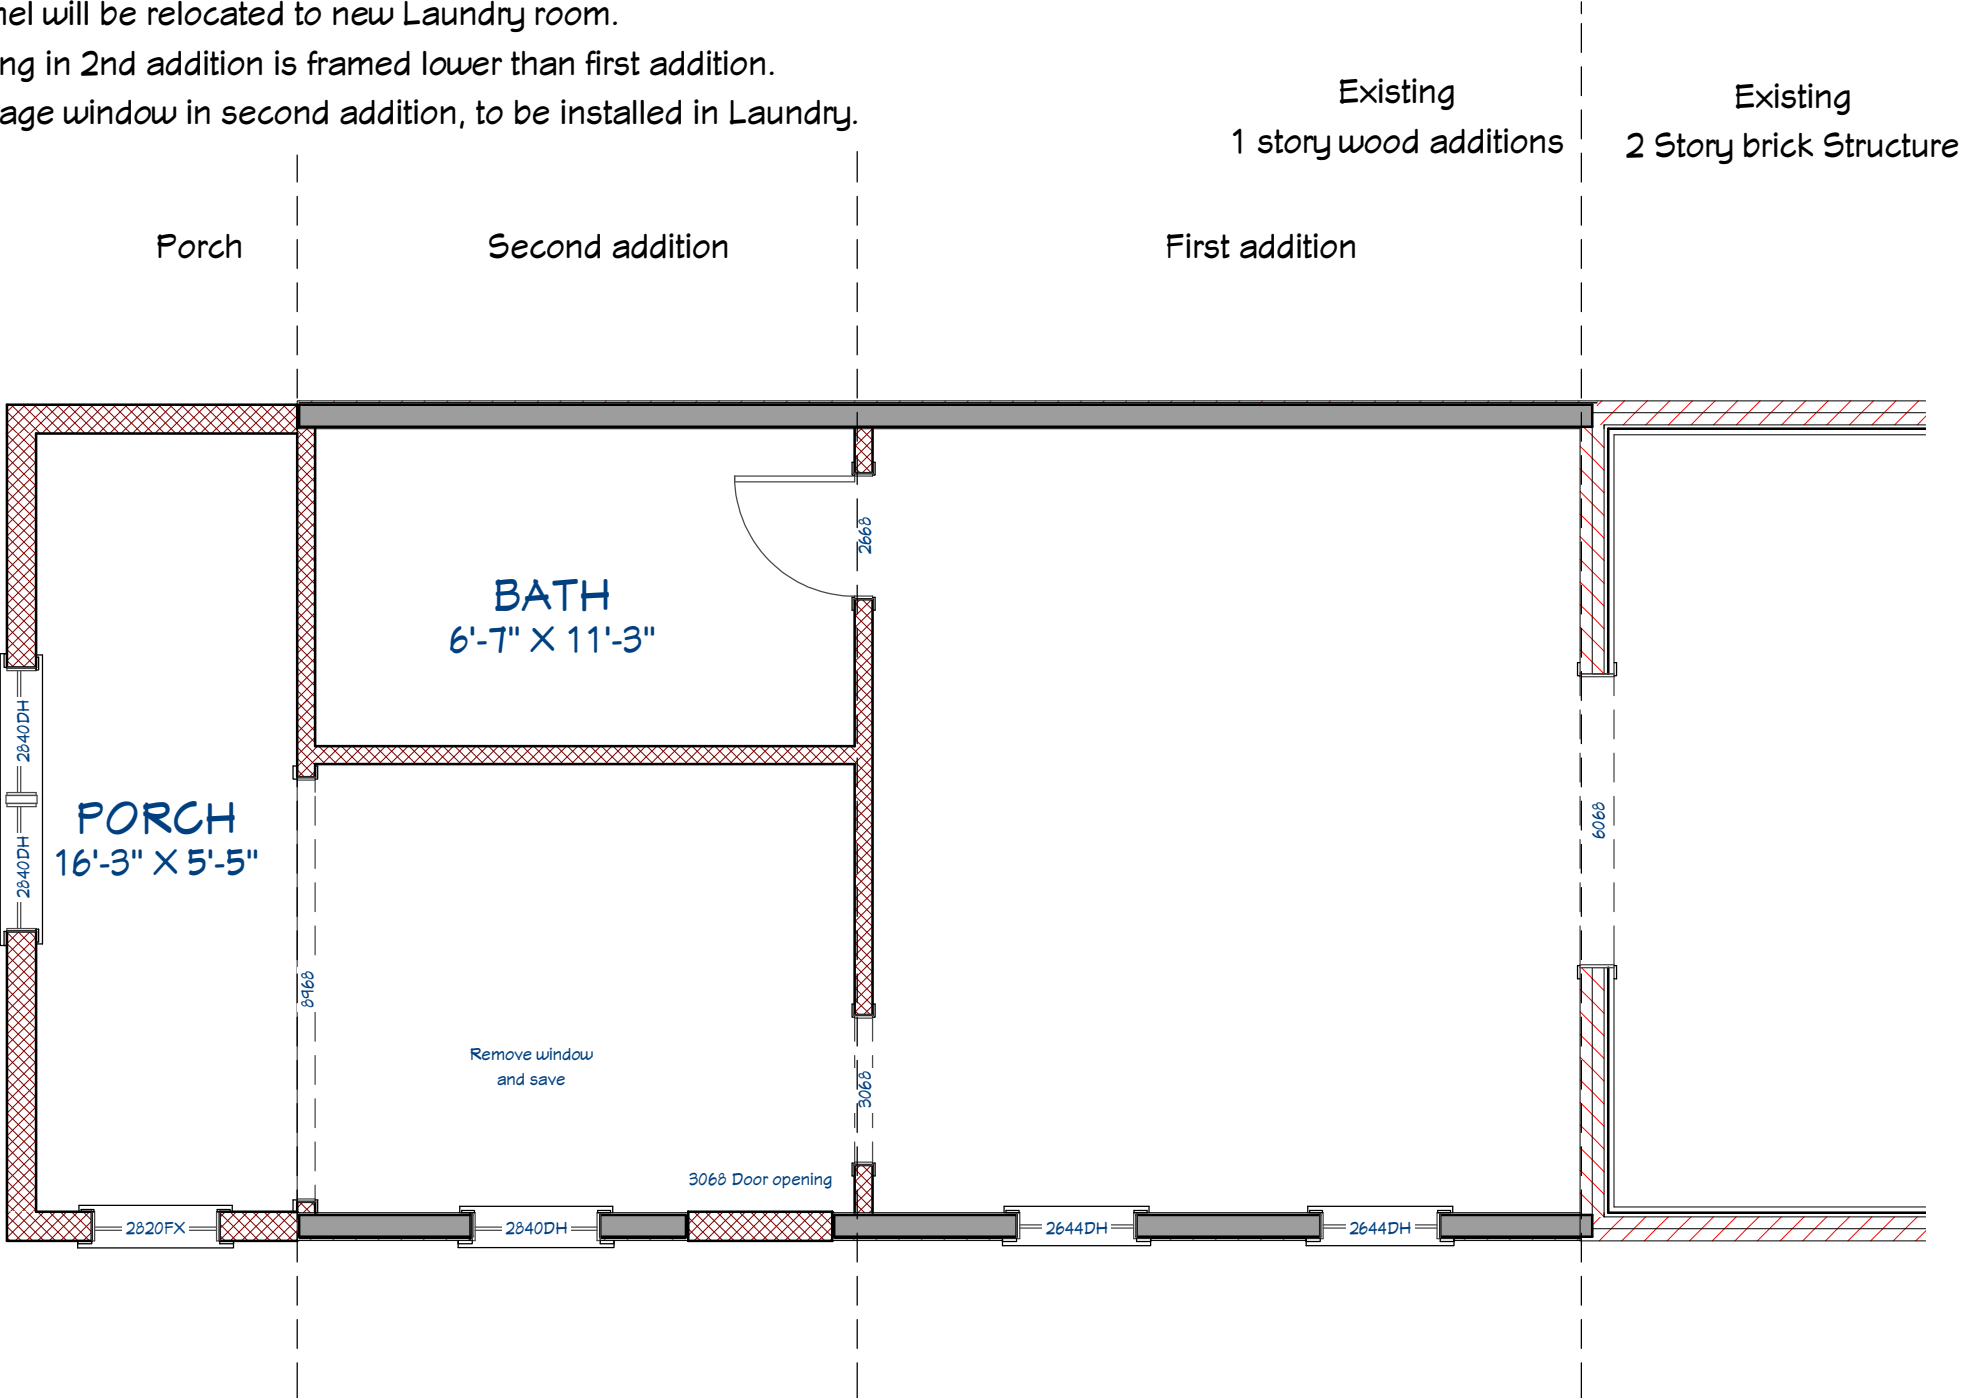 will be relocated to new Laundry room.
in 2nd addition is framed lower than first addition.
window in second addition, to be installed in Laundry.
Existing
1 story wood additions
Existing
2 Story brick Structure
Porch
Second addition
First addition
2668
BATH
6'-7" X 11'-3"
2840DH
2840DH
PORCH
16'-3" X 5'-5"
6068
8968
Remove window
and save
3068
3068 Door opening
2820FX
2840DH
2644DH
2644DH